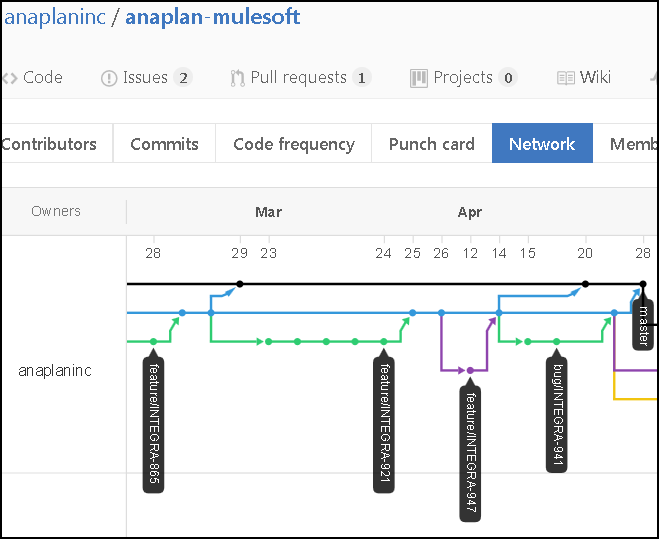 anaplaninc / anaplan-mulesoft
Code Issues 2 Pull requests 1 Projects 0 Wiki
Contributors Commits Code frequency Punch card Network Memb
Owners Mar Apr
28 29 23 24 25 26 12 14 15 20 28
anaplaninc
master
feature/INTEGRA-865
feature/INTEGRA-921
feature/INTEGRA-947
bug/INTEGRA-941